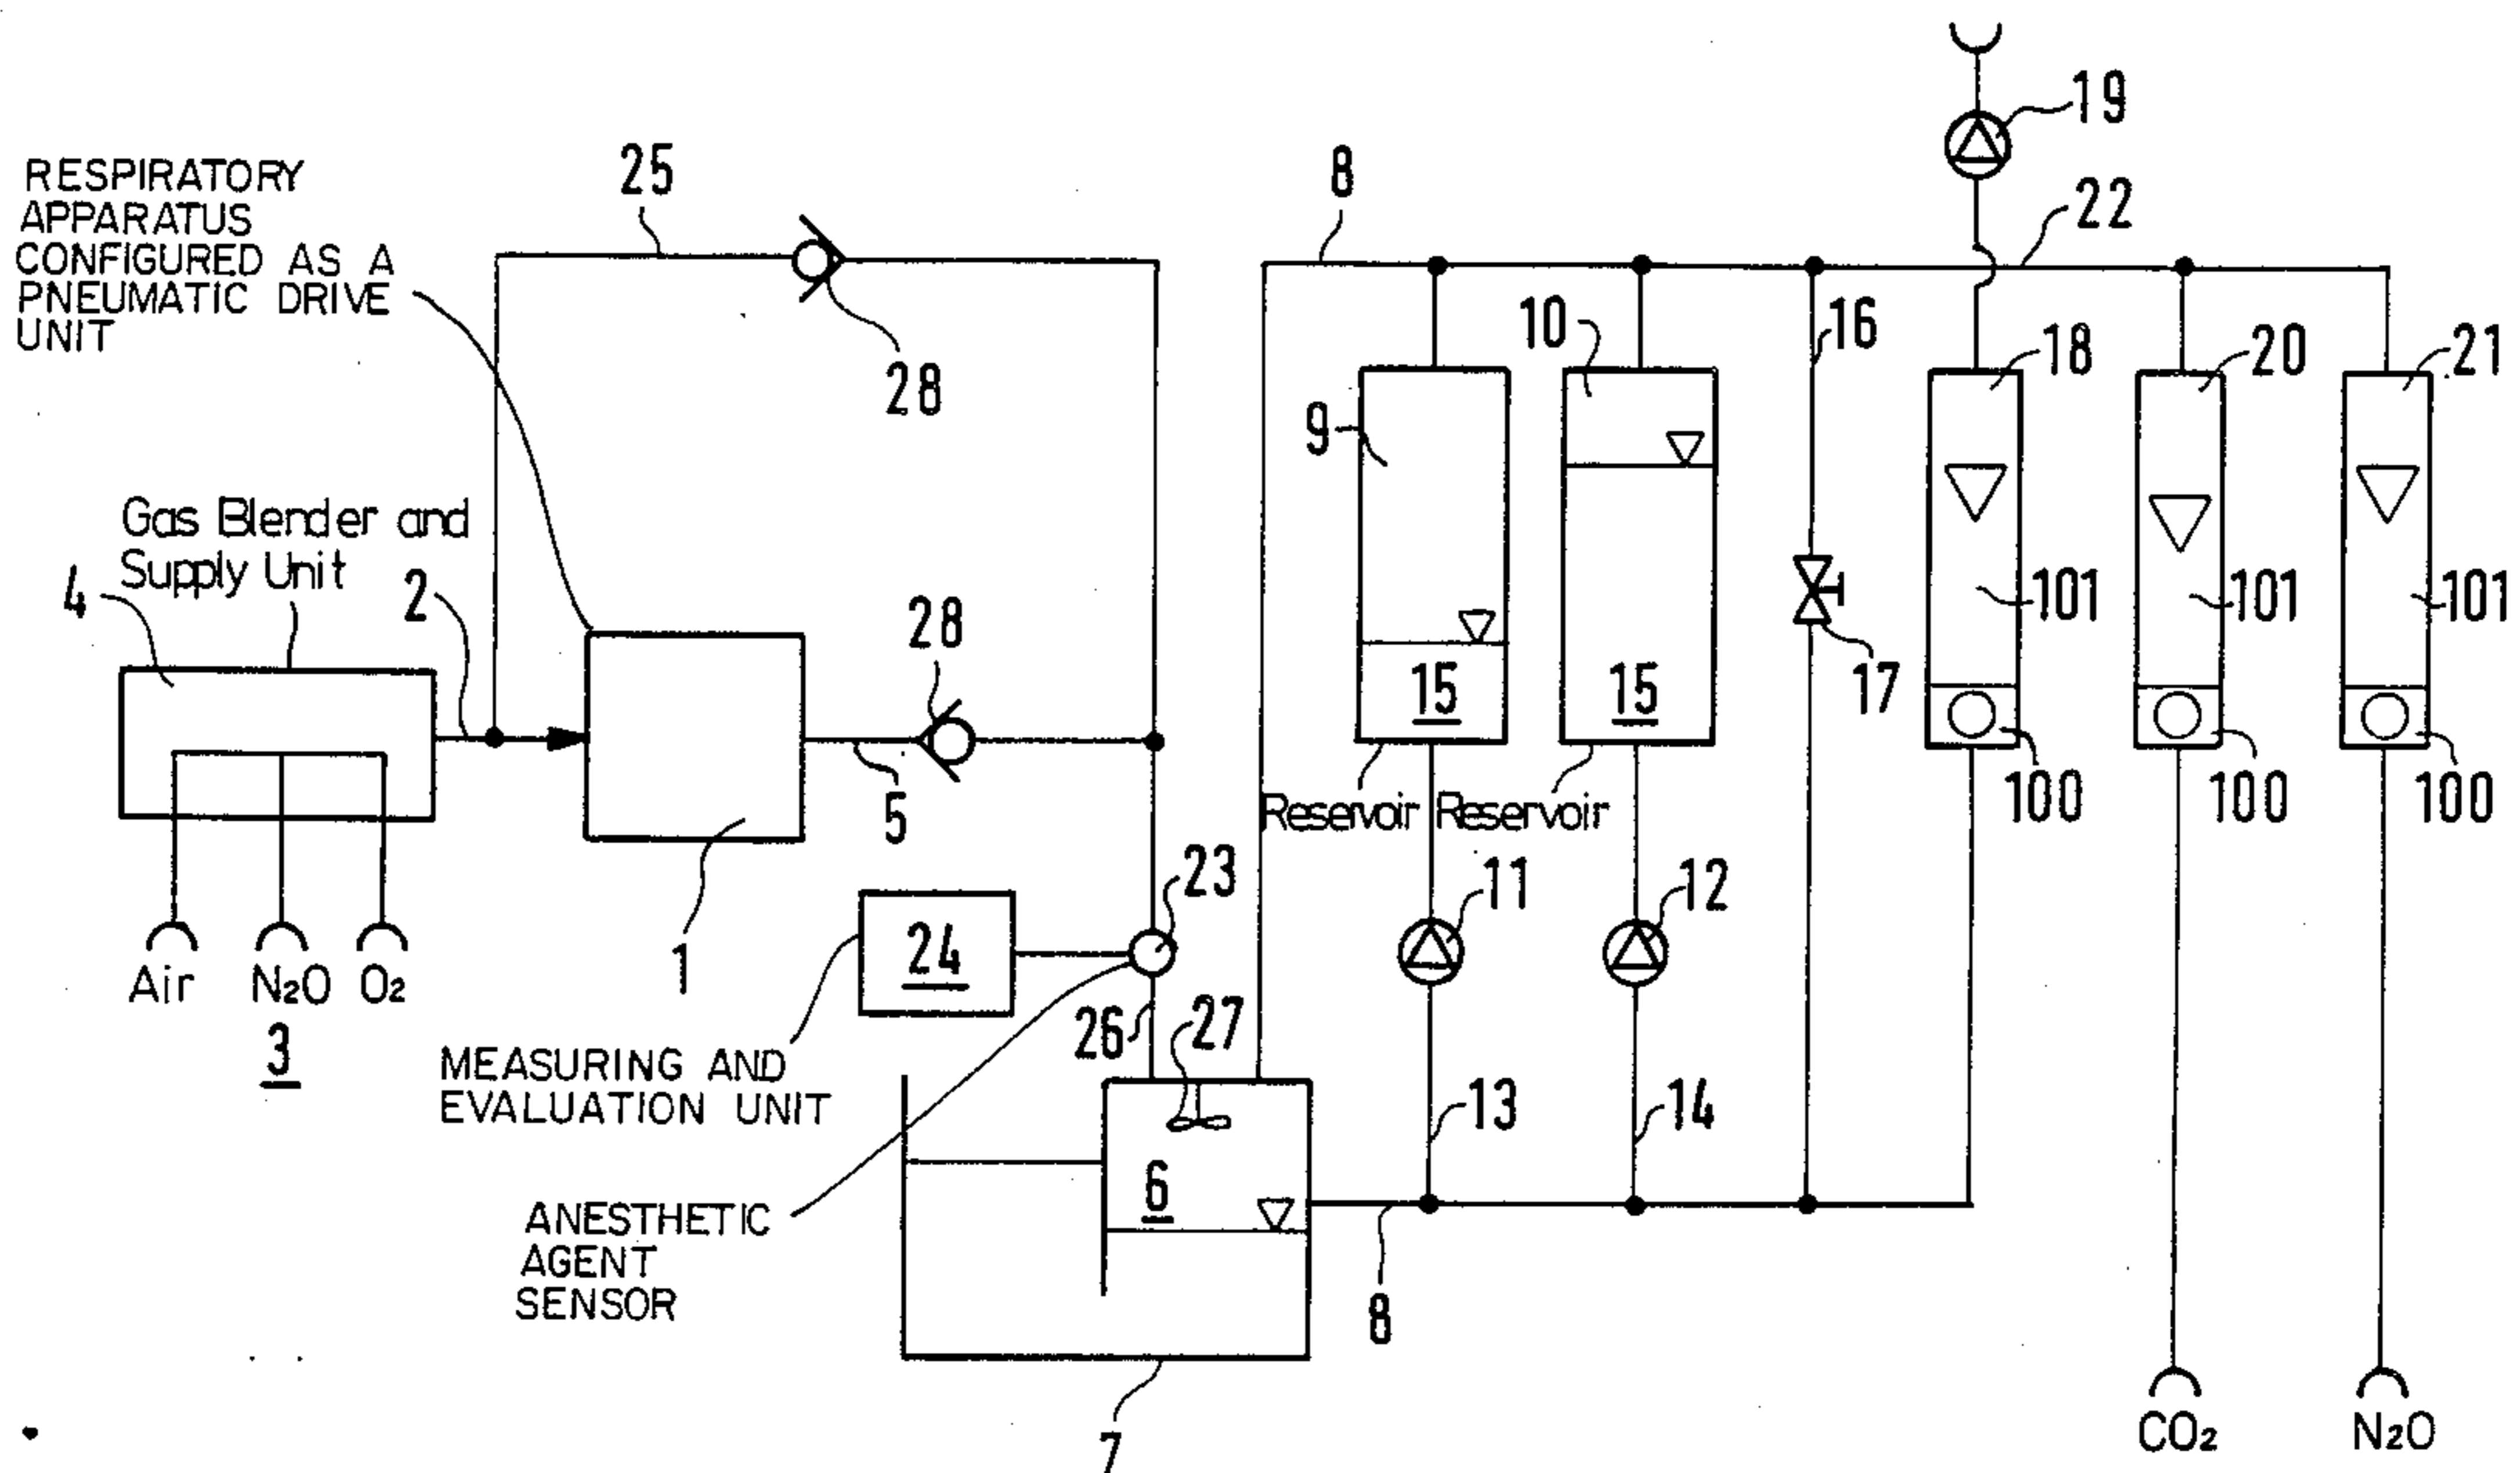 19
25
8
22
RESPIRATORY
APPARATUS
CONFIGURED AS A
PNEUMATIC DRIVE
UNIT
28
10
16
18
20
21
9
Gas Blender and
Supply Unit
4
2
28
101
101
101
15
15
17
5
Reservoir
Reservoir
100
100
100
1
23
11
12
24
Air
N₂O
O₂
3
26
27
MEASURING AND
EVALUATION UNIT
13
14
6
ANESTHETIC
AGENT
SENSOR
8
7
CO₂
N₂O